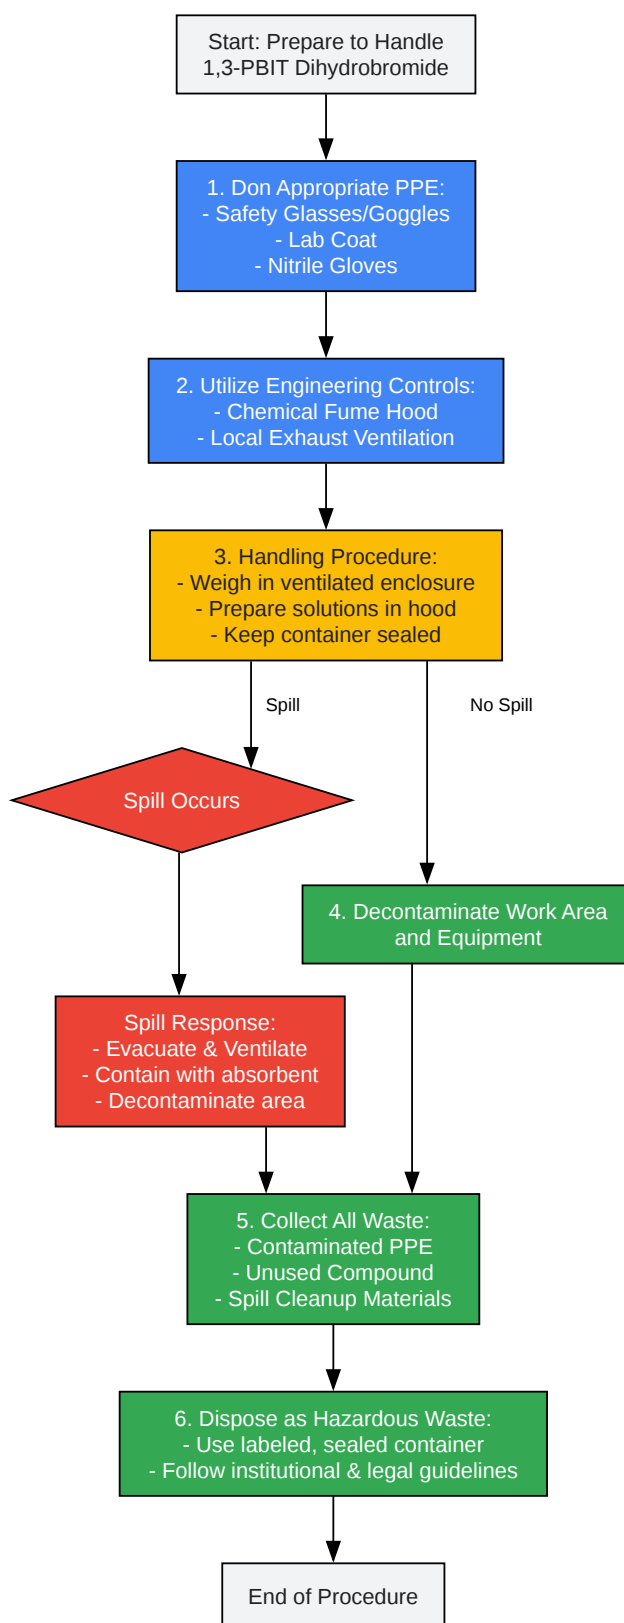 Start: Prepare to Handle
1,3-PBIT Dihydrobromide
1. Don Appropriate PPE:
- Safety Glasses/Goggles
- Lab Coat
- Nitrile Gloves
2. Utilize Engineering Controls:
- Chemical Fume Hood
- Local Exhaust Ventilation
3. Handling Procedure:
- Weigh in ventilated enclosure
- Prepare solutions in hood
- Keep container sealed
Spill
No Spill
Spill Occurs
4. Decontaminate Work Area
and Equipment
Spill Response:
- Evacuate & Ventilate
- Contain with absorbent
- Decontaminate area
5. Collect All Waste:
- Contaminated PPE
- Unused Compound
- Spill Cleanup Materials
6. Dispose as Hazardous Waste:
- Use labeled, sealed container
- Follow institutional & legal guidelines
End of Procedure